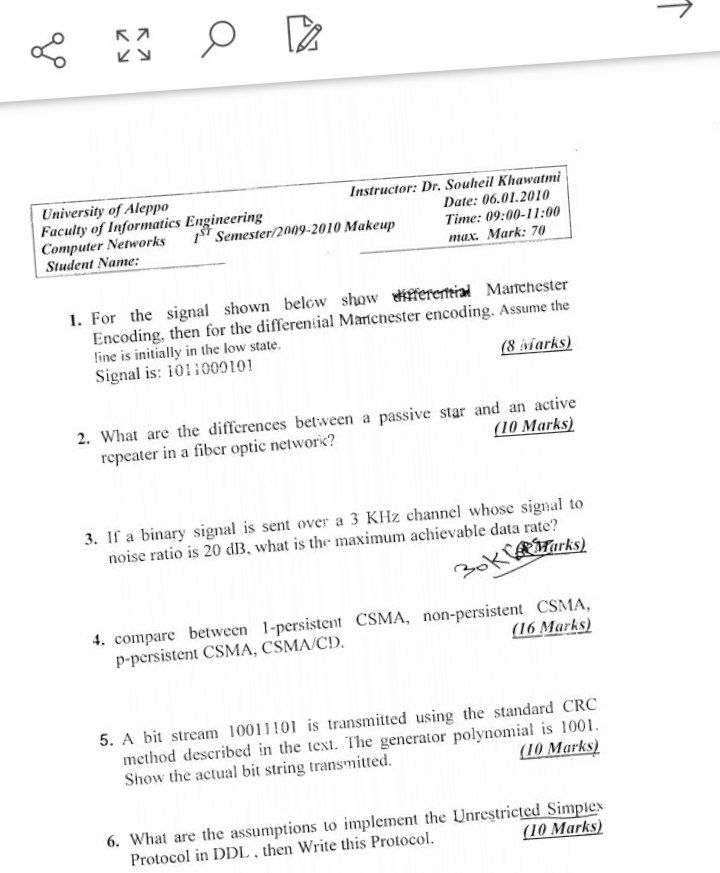 University of Aleppo
Faculty of Informatics Engineering
Computer Networks 1ST Semester/2009-2010 Makeup
Student Name:
Instructor: Dr. Souheil Khawatmi
Date: 06.01.2010
Time: 09:00-11:00
max. Mark: 70
1. For the signal shown below show differential Manchester
Encoding, then for the differential Manchester encoding. Assume the
line is initially in the low state.
(8 Marks)
Signal is: 1011000101
2. What are the differences between a passive star and an active
repeater in a fiber optic network?
(10 Marks)
3. If a binary signal is sent over a 3 KHz channel whose signal to
noise ratio is 20 dB, what is the maximum achievable data rate?
Marks)
4. compare between 1-persistent CSMA, non-persistent CSMA,
p-persistent CSMA, CSMA/CD.
(16 Marks)
5. A bit stream 10011101 is transmitted using the standard CRC
method described in the text. The generator polynomial is 1001.
Show the actual bit string transmitted.
(10 Marks)
6. What are the assumptions to implement the Unrestricted Simplex
Protocol in DDL , then Write this Protocol.
(10 Marks)